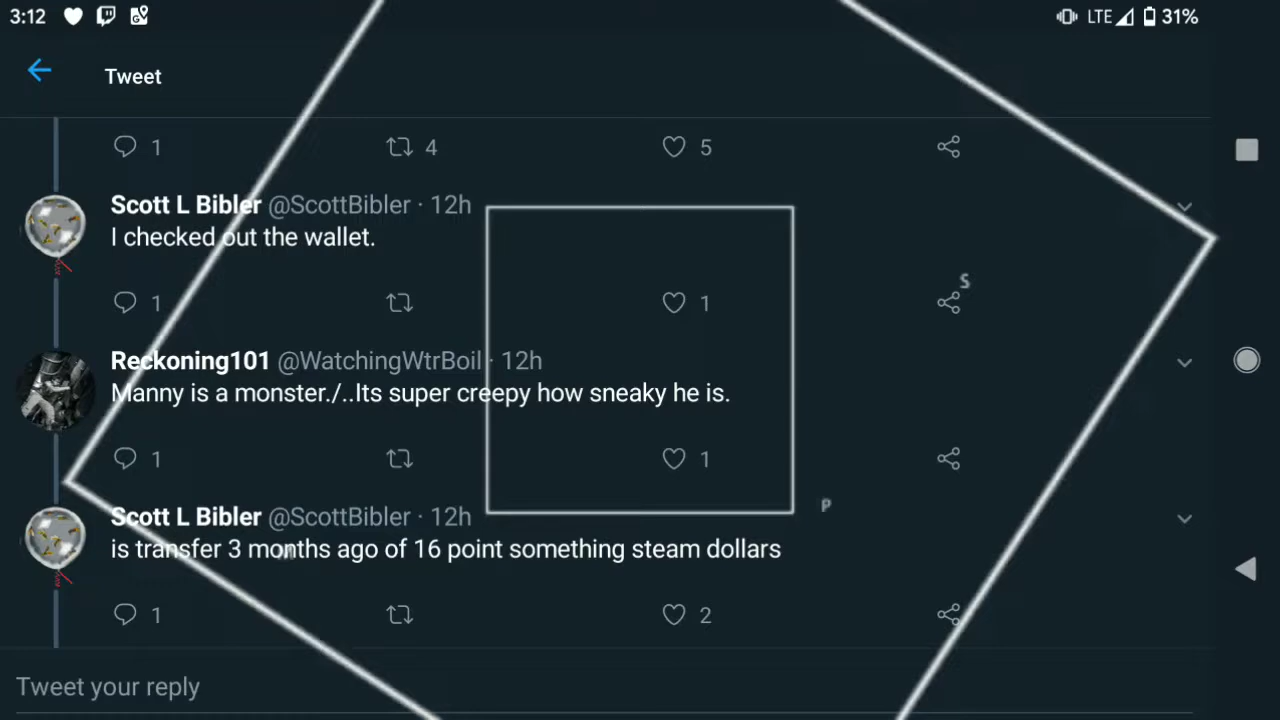 3:12 LTE 31%
Tweet
1 4 5
Scott L Bibler @ScottBibler · 12h
I checked out the wallet.
1 1
S
Reckoning101 @WatchingWtrBoil · 12h
Manny is a monster./..Its super creepy how sneaky he is.
1 1
P
Scott L Bibler @ScottBibler · 12h
is transfer 3 months ago of 16 point something steam dollars
1 2
Tweet your reply